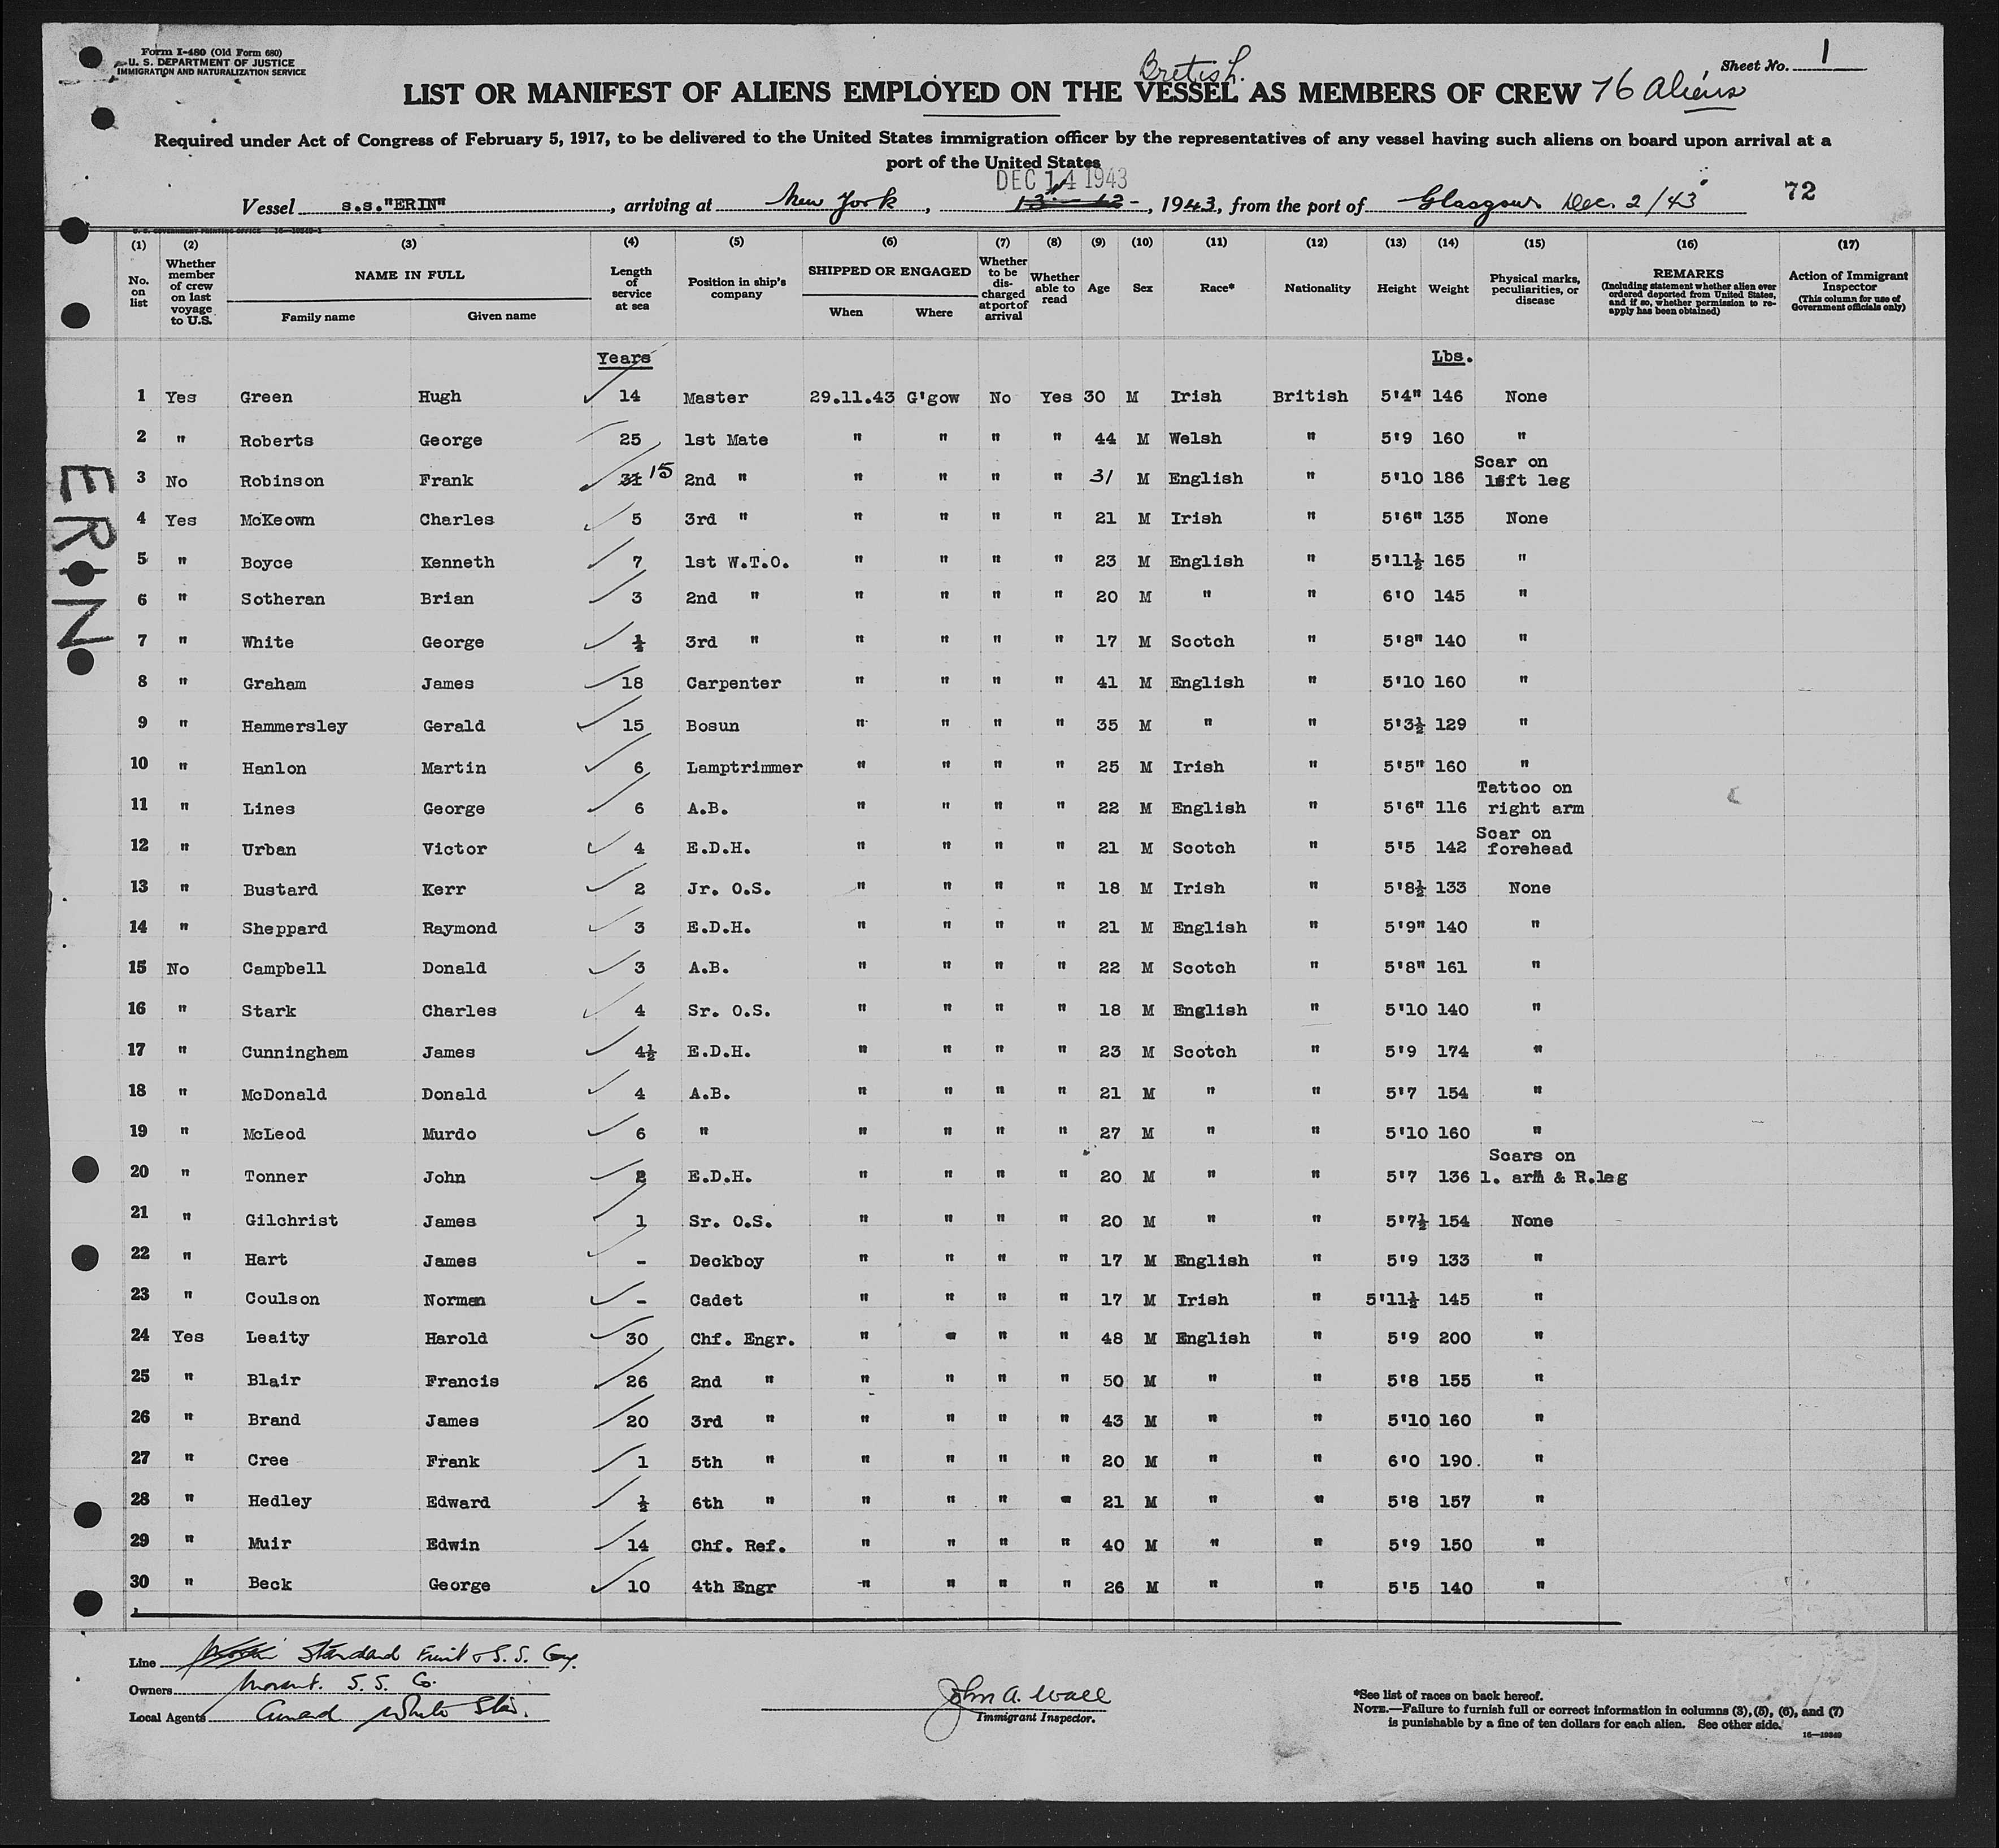 Form I-480 (Old Form 680)
U. S. DEPARTMENT OF JUSTICE
IMMIGRATION AND NATURALIZATION SERVICE
Sheet No. 1
British
LIST OR MANIFEST OF ALIENS EMPLOYED ON THE VESSEL AS MEMBERS OF CREW 76 aliens
Required under Act of Congress of February 5, 1917, to be delivered to the United States immigration officer by the representatives of any vessel having such aliens on board upon arrival at a
port of the United States
DEC 14 1943
Vessel s.s."ERIN", arriving at New York, 13 - 12 -, 1943, from the port of Glasgow Dec. 2/43 72
U. S. GOVERNMENT PRINTING OFFICE 16-19849-1
(1) (2) (3) (4) (5) (6) (7) (8) (9) (10) (11) (12) (13) (14) (15) (16) (17)
No. on list
Whether member of crew on last voyage to U.S.
NAME IN FULL
Family name Given name
Length of service at sea
Position in ship's company
SHIPPED OR ENGAGED
When Where
Whether to be discharged at port of arrival
Whether able to read
Age
Sex
Race*
Nationality
Height
Weight
Physical marks, peculiarities, or disease
REMARKS
(Including statement whether alien ever ordered deported from United States, and if so, whether permission to re-apply has been obtained)
Action of Immigrant Inspector
(This column for use of Government officials only)
Years Lbs.
1 Yes Green Hugh 14 Master 29.11.43 G'gow No Yes 30 M Irish British 5'4" 146 None
2 " Roberts George 25 1st Mate " " " " 44 M Welsh " 5'9 160 "
3 No Robinson Frank 31 15 2nd " " " " " 31 M English " 5'10 186 Scar on left leg
4 Yes McKeown Charles 5 3rd " " " " " 21 M Irish " 5'6" 135 None
5 " Boyce Kenneth 7 1st W.T.O. " " " " 23 M English " 5'11½ 165 "
6 " Sotheran Brian 3 2nd " " " " " 20 M " " 6'0 145 "
7 " White George ½ 3rd " " " " " 17 M Scotch " 5'8" 140 "
8 " Graham James 18 Carpenter " " " " 41 M English " 5'10 160 "
9 " Hammersley Gerald 15 Bosun " " " " 35 M " " 5'3½ 129 "
10 " Hanlon Martin 6 Lamptrimmer " " " " 25 M Irish " 5'5" 160 "
11 " Lines George 6 A.B. " " " " 22 M English " 5'6" 116 Tattoo on right arm
12 " Urban Victor 4 E.D.H. " " " " 21 M Scotch " 5'5 142 Scar on forehead
13 " Bustard Kerr 2 Jr. O.S. " " " " 18 M Irish " 5'8½ 133 None
14 " Sheppard Raymond 3 E.D.H. " " " " 21 M English " 5'9" 140 "
15 No Campbell Donald 3 A.B. " " " " 22 M Scotch " 5'8" 161 "
16 " Stark Charles 4 Sr. O.S. " " " " 18 M English " 5'10 140 "
17 " Cunningham James 4½ E.D.H. " " " " 23 M Scotch " 5'9 174 "
18 " McDonald Donald 4 A.B. " " " " 21 M " " 5'7 154 "
19 " McLeod Murdo 6 " " " " " 27 M " " 5'10 160 "
20 " Tonner John 2 E.D.H. " " " " 20 M " " 5'7 136 Scars on l. arm & R.leg
21 " Gilchrist James 1 Sr. O.S. " " " " 20 M " " 5'7½ 154 None
22 " Hart James - Deckboy " " " " 17 M English " 5'9 133 "
23 " Coulson Norman - Cadet " " " " 17 M Irish " 5'11½ 145 "
24 Yes Leaity Harold 30 Chf. Engr. " " " " 48 M English " 5'9 200 "
25 " Blair Francis 26 2nd " " " " " 50 M " " 5'8 155 "
26 " Brand James 20 3rd " " " " " 43 M " " 5'10 160 "
27 " Cree Frank 1 5th " " " " " 20 M " " 6'0 190. "
28 " Hedley Edward ½ 6th " " " " " 21 M " " 5'8 157 "
29 " Muir Edwin 14 Chf. Ref. " " " " 40 M " " 5'9 150 "
30 " Beck George 10 4th Engr " " " " 26 M " " 5'5 140 "
ERIN
Line Standard Fruit & S. S. Coy.
Owners Morant S. S. Co.
Local Agents Cunard White Star.
John A. Wall
Immigrant Inspector.
*See list of races on back hereof.
NOTE.—Failure to furnish full or correct information in columns (3), (5), (6), and (7)
is punishable by a fine of ten dollars for each alien. See other side.
16-19849